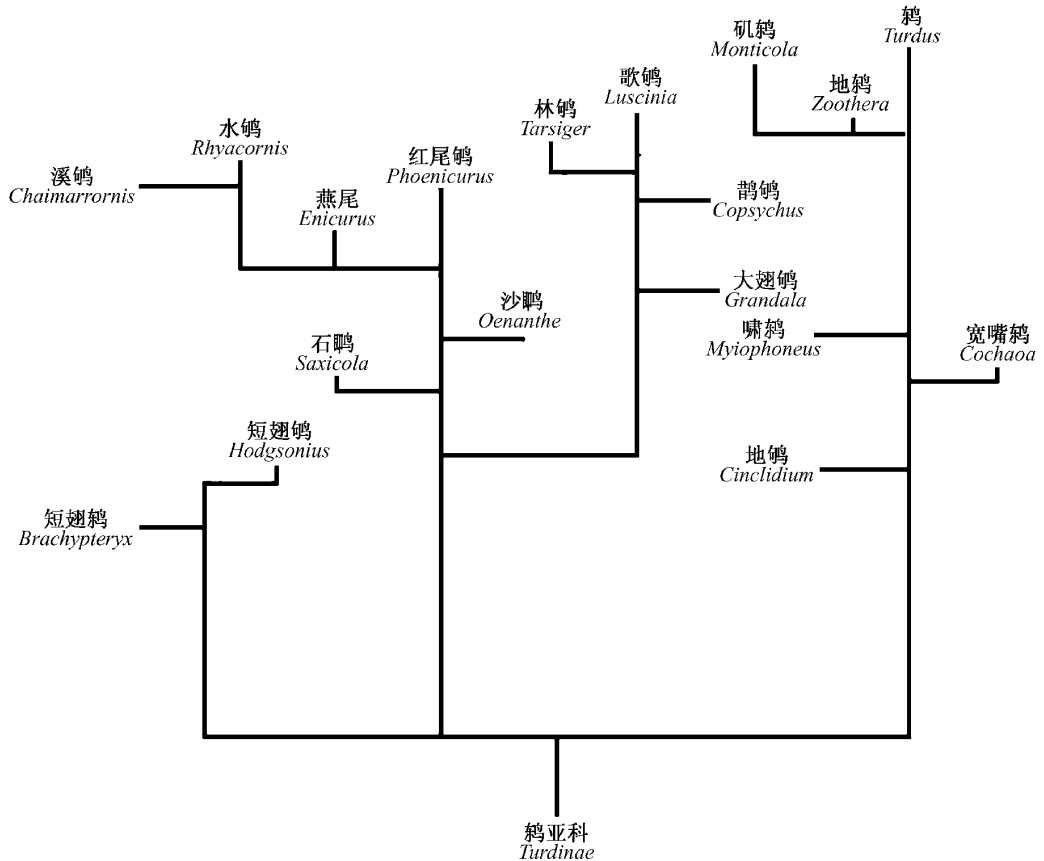 鸫
Turdus
矶鸫
Monticola
地鸫
Zoothera
歌鸲
Luscinia
林鸲
Tarsiger
水鸲
Rhyacornis
红尾鸲
Phoenicurus
溪鸲
Chaimarrornis
燕尾
Enicurus
鹊鸲
Copsychus
大翅鸲
Grandala
沙䳭
Oenanthe
啸鸫
Myiophoneus
宽嘴鸫
Cochaoa
石䳭
Saxicola
短翅鸲
Hodgsonius
地鸲
Cinclidium
短翅鸫
Brachypteryx
鸫亚科
Turdinae